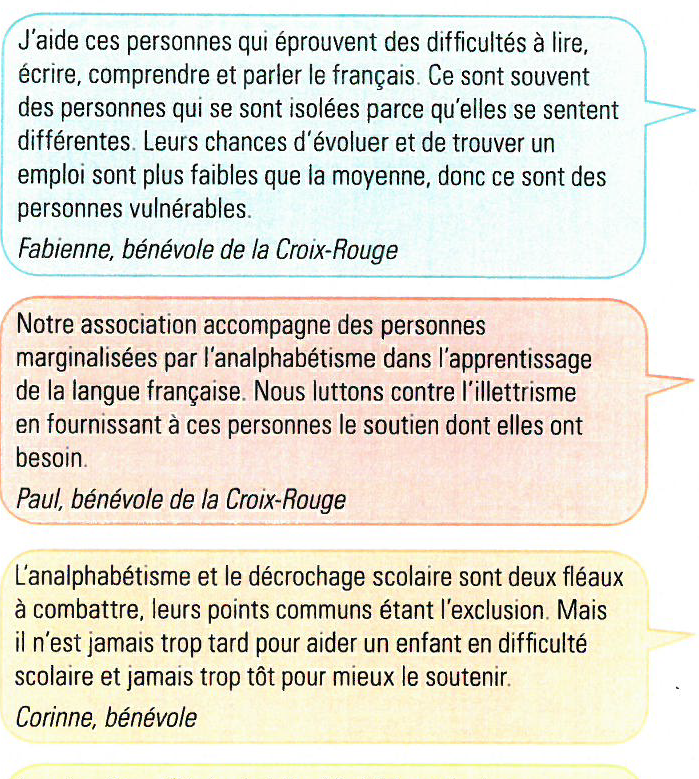 J'aide ces personnes qui éprouvent des difficultés à lire,
écrire, comprendre et parler le français. Ce sont souvent
des personnes qui se sont isolées parce qu'elles se sentent
différentes. Leurs chances d'évoluer et de trouver un
emploi sont plus faibles que la moyenne, donc ce sont des
personnes vulnérables.
Fabienne, bénévole de la Croix-Rouge
Notre association accompagne des personnes
marginalisées par l'analphabétisme dans l'apprentissage
de la langue française. Nous luttons contre l'illettrisme
en fournissant à ces personnes le soutien dont elles ont
besoin.
Paul, bénévole de la Croix-Rouge
L'analphabétisme et le décrochage scolaire sont deux fléaux
à combattre, leurs points communs étant l'exclusion. Mais
il n'est jamais trop tard pour aider un enfant en difficulté
scolaire et jamais trop tôt pour mieux le soutenir.
Corinne, bénévole